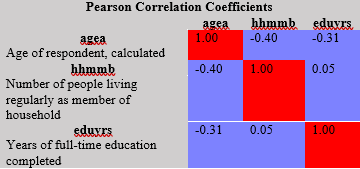 Pearson Correlation Coefficients
agea hhmmb eduyrs
agea 1.00 -0.40 -0.31
Age of respondent, calculated
hhmmb -0.40 1.00 0.05
Number of people living
regularly as member of
household
eduyrs -0.31 0.05 1.00
Years of full-time education
completed